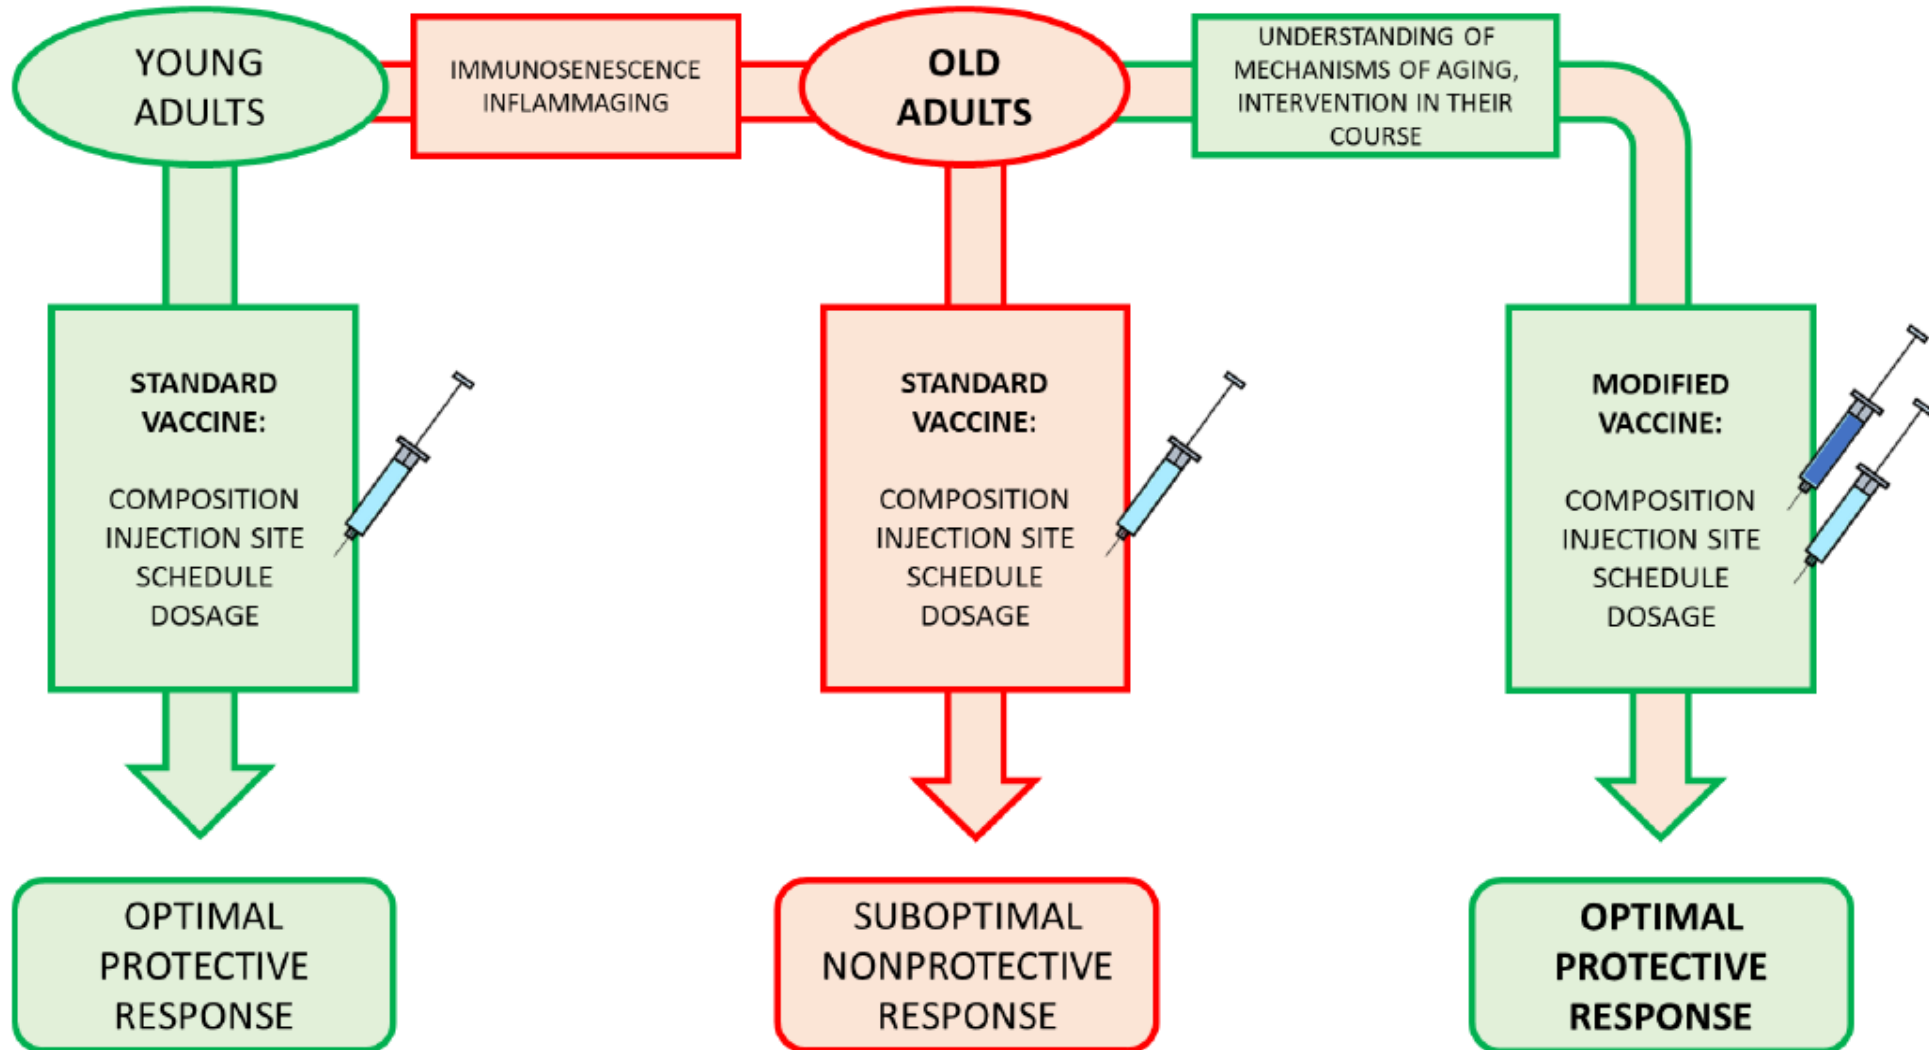 YOUNG
ADULTS
IMMUNOSENESCENCE
INFLAMMAGING
OLD
ADULTS
UNDERSTANDING OF
MECHANISMS OF AGING,
INTERVENTION IN THEIR
COURSE
STANDARD
VACCINE:
COMPOSITION
INJECTION SITE
SCHEDULE
DOSAGE
STANDARD
VACCINE:
COMPOSITION
INJECTION SITE
SCHEDULE
DOSAGE
MODIFIED
VACCINE:
COMPOSITION
INJECTION SITE
SCHEDULE
DOSAGE
OPTIMAL
PROTECTIVE
RESPONSE
SUBOPTIMAL
NONPROTECTIVE
RESPONSE
OPTIMAL
PROTECTIVE
RESPONSE